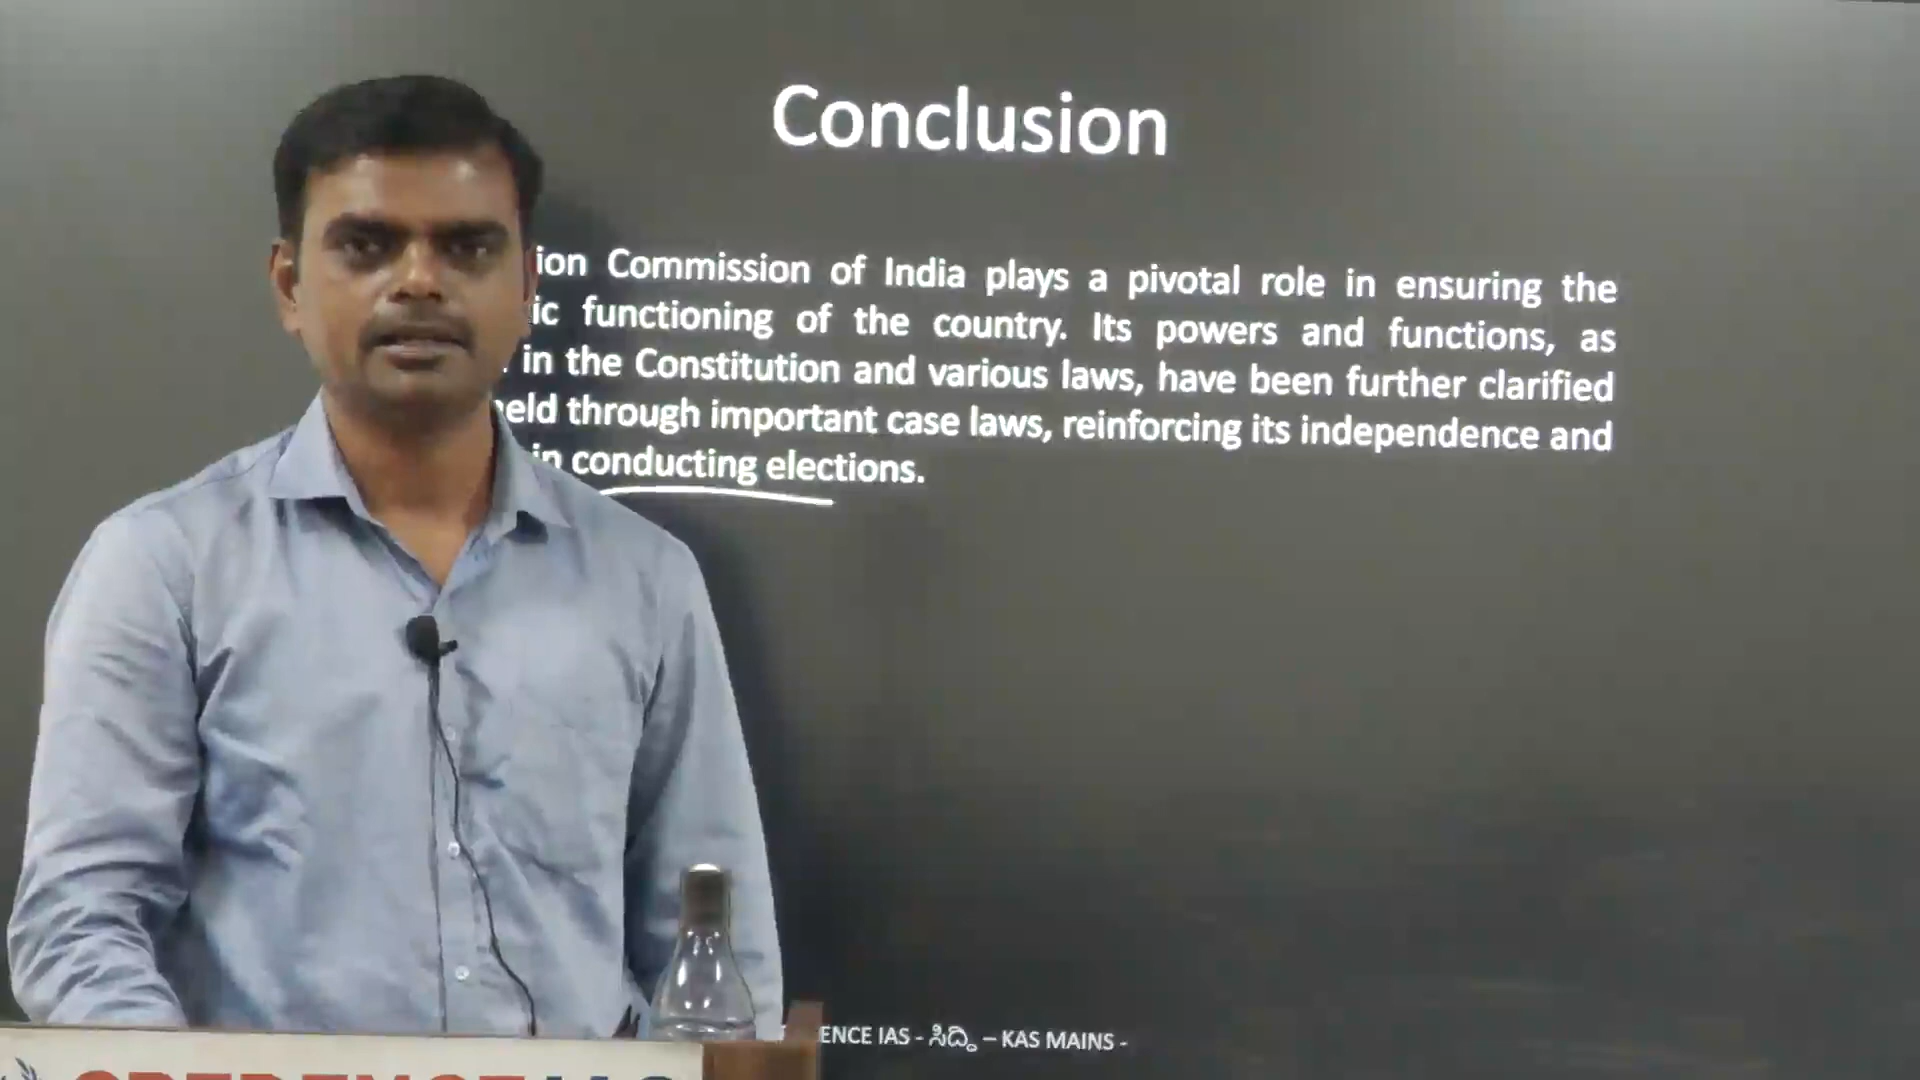 Conclusion
ion Commission of India plays a pivotal role in ensuring the
ic functioning of the country. Its powers and functions, as
in the Constitution and various laws, have been further clarified
eld through important case laws, reinforcing its independence and
in conducting elections.
ENCE IAS - ಸಿದ್ಧಿ – KAS MAINS -
CREDENCE IAS